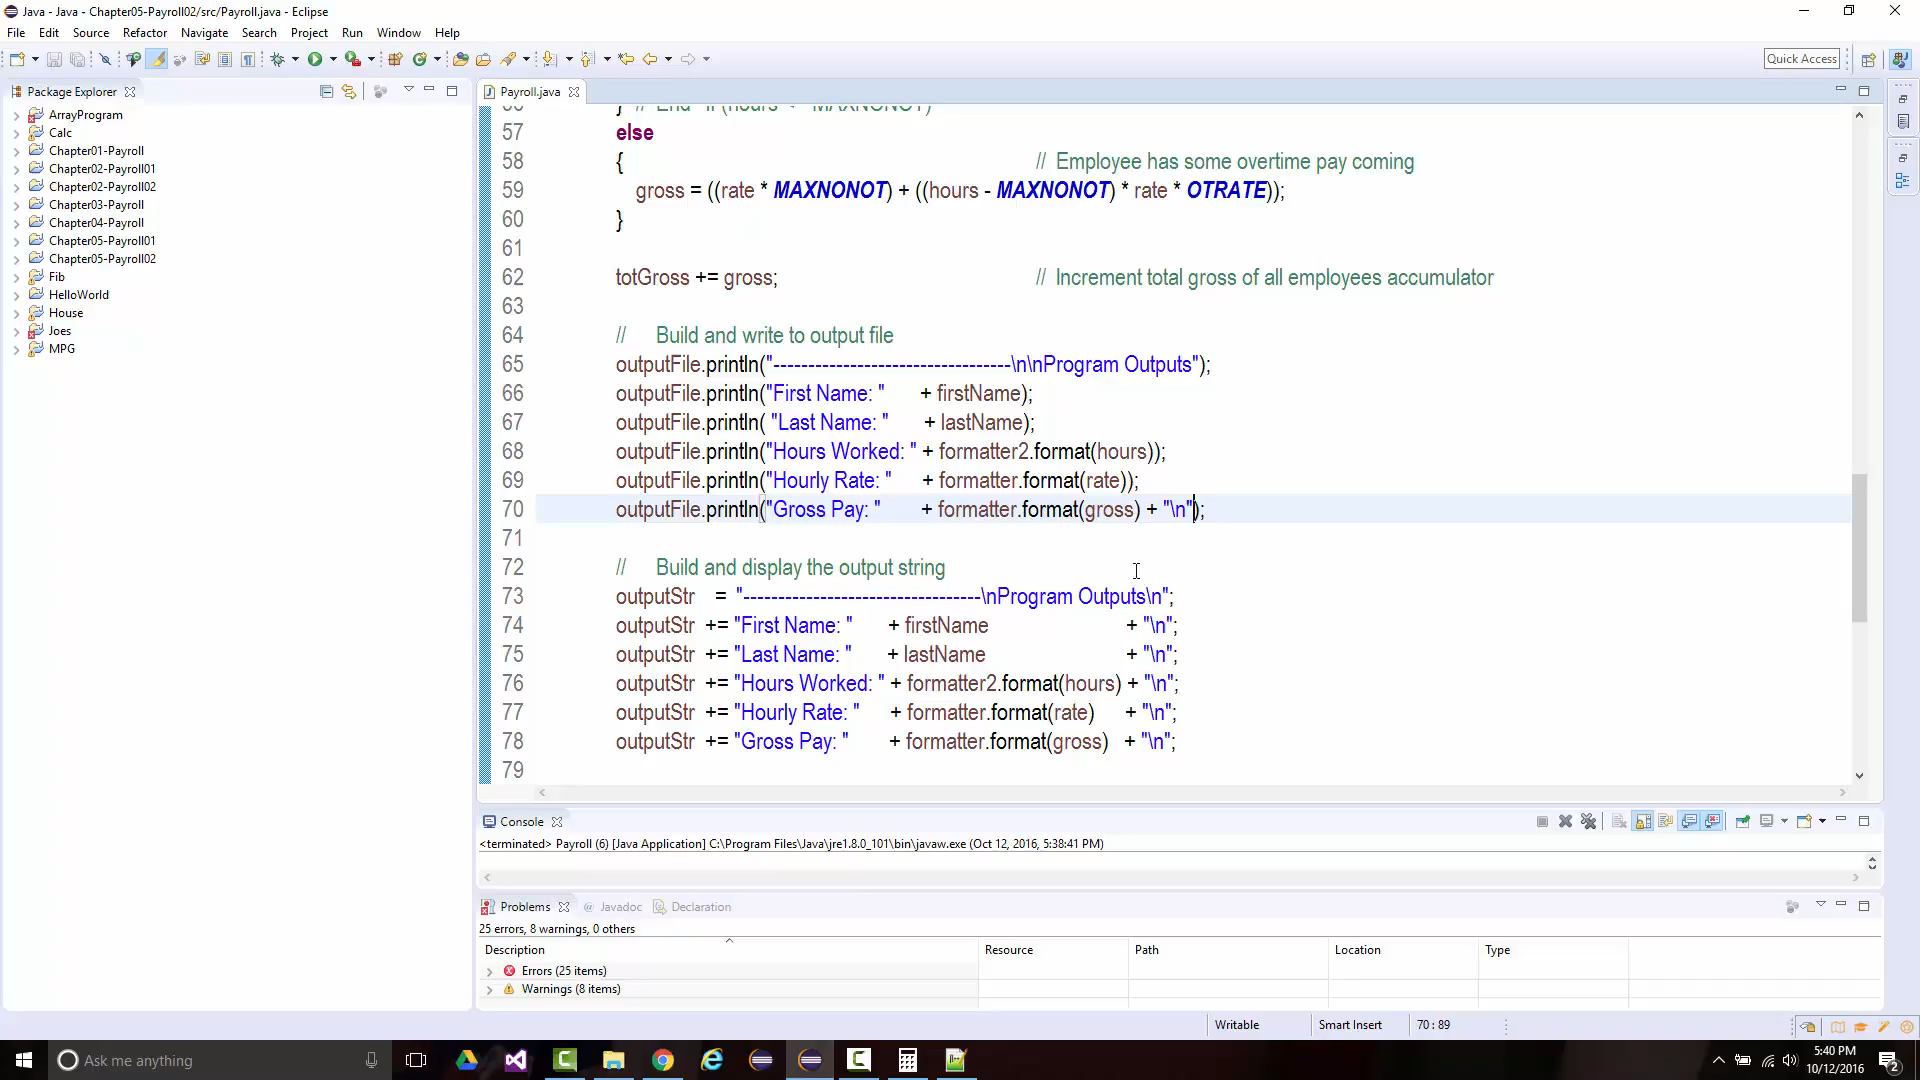 Java - Java - Chapter05-Payroll02/src/Payroll.java - Eclipse
File Edit Source Refactor Navigate Search Project Run Window Help
Quick Access
Package Explorer
ArrayProgram
Calc
Chapter01-Payroll
Chapter02-Payroll01
Chapter02-Payroll02
Chapter03-Payroll
Chapter04-Payroll
Chapter05-Payroll01
Chapter05-Payroll02
Fib
HelloWorld
House
Joes
MPG
Payroll.java
57 else
58 { // Employee has some overtime pay coming
59 gross = ((rate * MAXNONOT) + ((hours - MAXNONOT) * rate * OTRATE));
60 }
61
62 totGross += gross; // Increment total gross of all employees accumulator
63
64 // Build and write to output file
65 outputFile.println("----------------------------------\n\nProgram Outputs");
66 outputFile.println("First Name: " + firstName);
67 outputFile.println( "Last Name: " + lastName);
68 outputFile.println("Hours Worked: " + formatter2.format(hours));
69 outputFile.println("Hourly Rate: " + formatter.format(rate));
70 outputFile.println("Gross Pay: " + formatter.format(gross) + "\n");
71
72 // Build and display the output string
73 outputStr = "----------------------------------\nProgram Outputs\n";
74 outputStr += "First Name: " + firstName + "\n";
75 outputStr += "Last Name: " + lastName + "\n";
76 outputStr += "Hours Worked: " + formatter2.format(hours) + "\n";
77 outputStr += "Hourly Rate: " + formatter.format(rate) + "\n";
78 outputStr += "Gross Pay: " + formatter.format(gross) + "\n";
79
Console
<terminated> Payroll (6) [Java Application] C:\Program Files\Java\jre1.8.0_101\bin\javaw.exe (Oct 12, 2016, 5:38:41 PM)
Problems @ Javadoc Declaration
25 errors, 8 warnings, 0 others
Description Resource Path Location Type
Errors (25 items)
Warnings (8 items)
Writable Smart Insert 70 : 89
Ask me anything
5:40 PM
10/12/2016
2